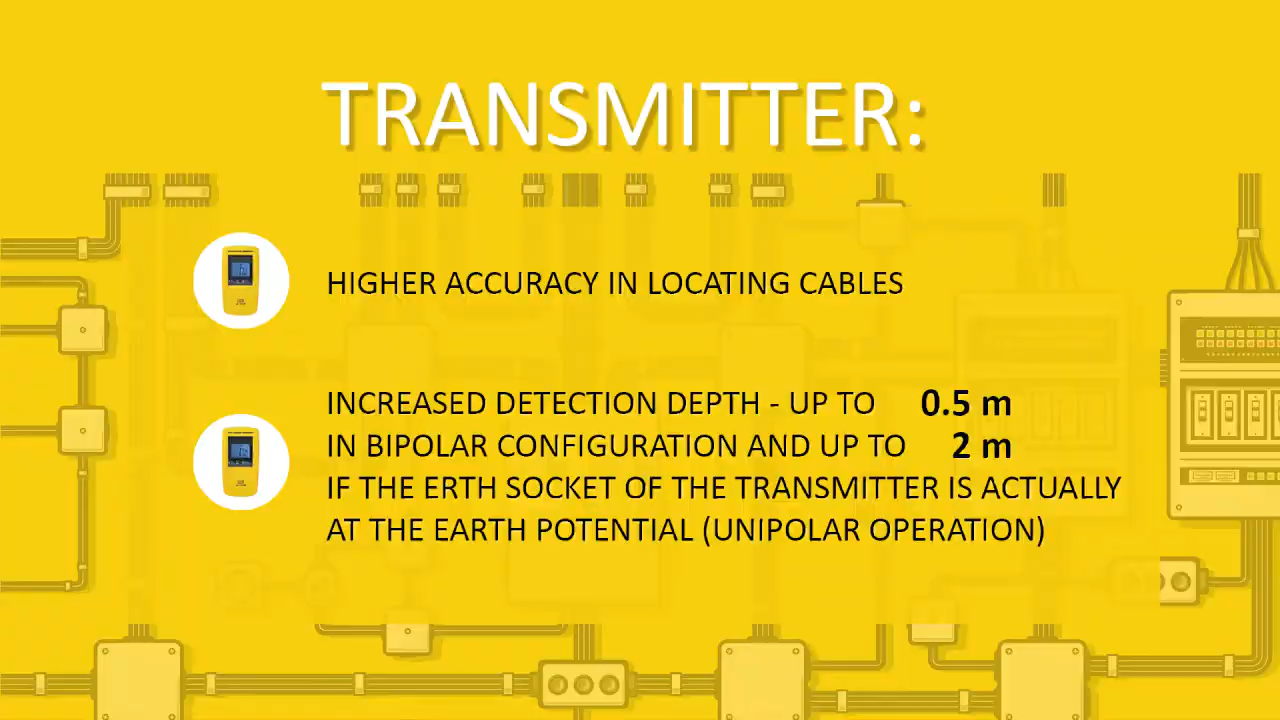 TRANSMITTER:
HIGHER ACCURACY IN LOCATING CABLES
INCREASED DETECTION DEPTH - UP TO 0.5 m
IN BIPOLAR CONFIGURATION AND UP TO 2 m
IF THE ERTH SOCKET OF THE TRANSMITTER IS ACTUALLY
AT THE EARTH POTENTIAL (UNIPOLAR OPERATION)